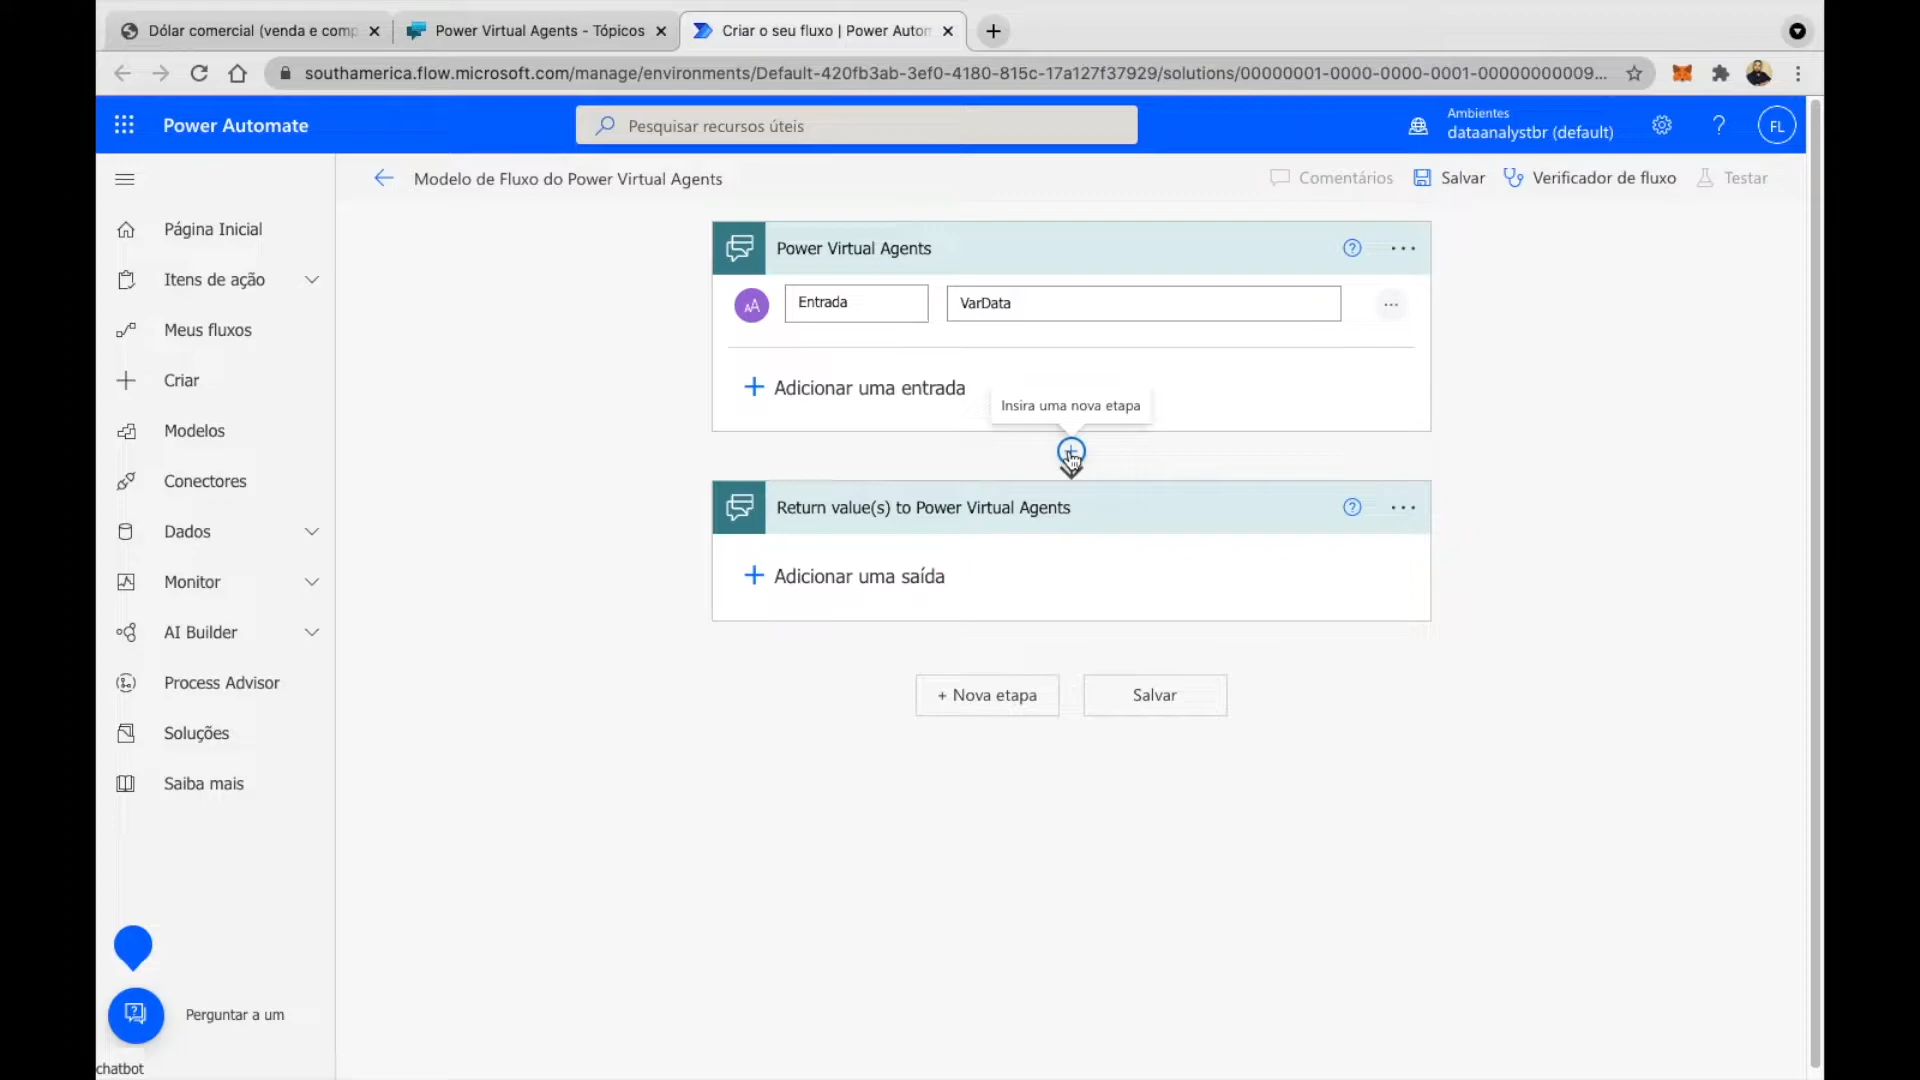 Dólar comercial (venda e comp
Power Virtual Agents - Tópicos
Criar o seu fluxo | Power Autom
southamerica.flow.microsoft.com/manage/environments/Default-420fb3ab-3ef0-4180-815c-17a127f37929/solutions/00000001-0000-0000-0001-00000000009...
Power Automate
Pesquisar recursos úteis
Ambientes
dataanalystbr (default)
FL
Modelo de Fluxo do Power Virtual Agents
Comentários
Salvar
Verificador de fluxo
Testar
Página Inicial
Itens de ação
Meus fluxos
Criar
Modelos
Conectores
Dados
Monitor
AI Builder
Process Advisor
Soluções
Saiba mais
Perguntar a um
chatbot
Power Virtual Agents
Entrada
VarData
Adicionar uma entrada
Insira uma nova etapa
Return value(s) to Power Virtual Agents
Adicionar uma saída
+ Nova etapa
Salvar